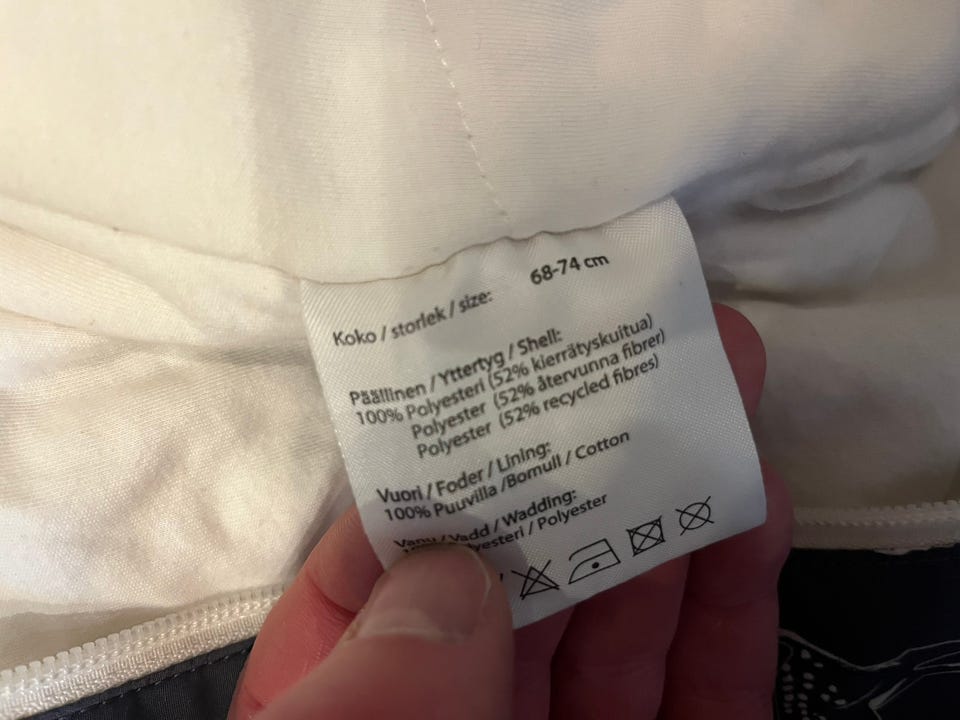 Koko / storlek / size: 68-74 cm
Päällinen / Yttertyg / Shell:
100% Polyesteri (52% kierrätyskuitua)
Polyester (52% återvunna fibrer)
Polyester (52% recycled fibres)
Vuori / Foder / Lining:
100% Puuvilla /Bomull / Cotton
Vanu / Vadd / Wadding:
/ Polyester